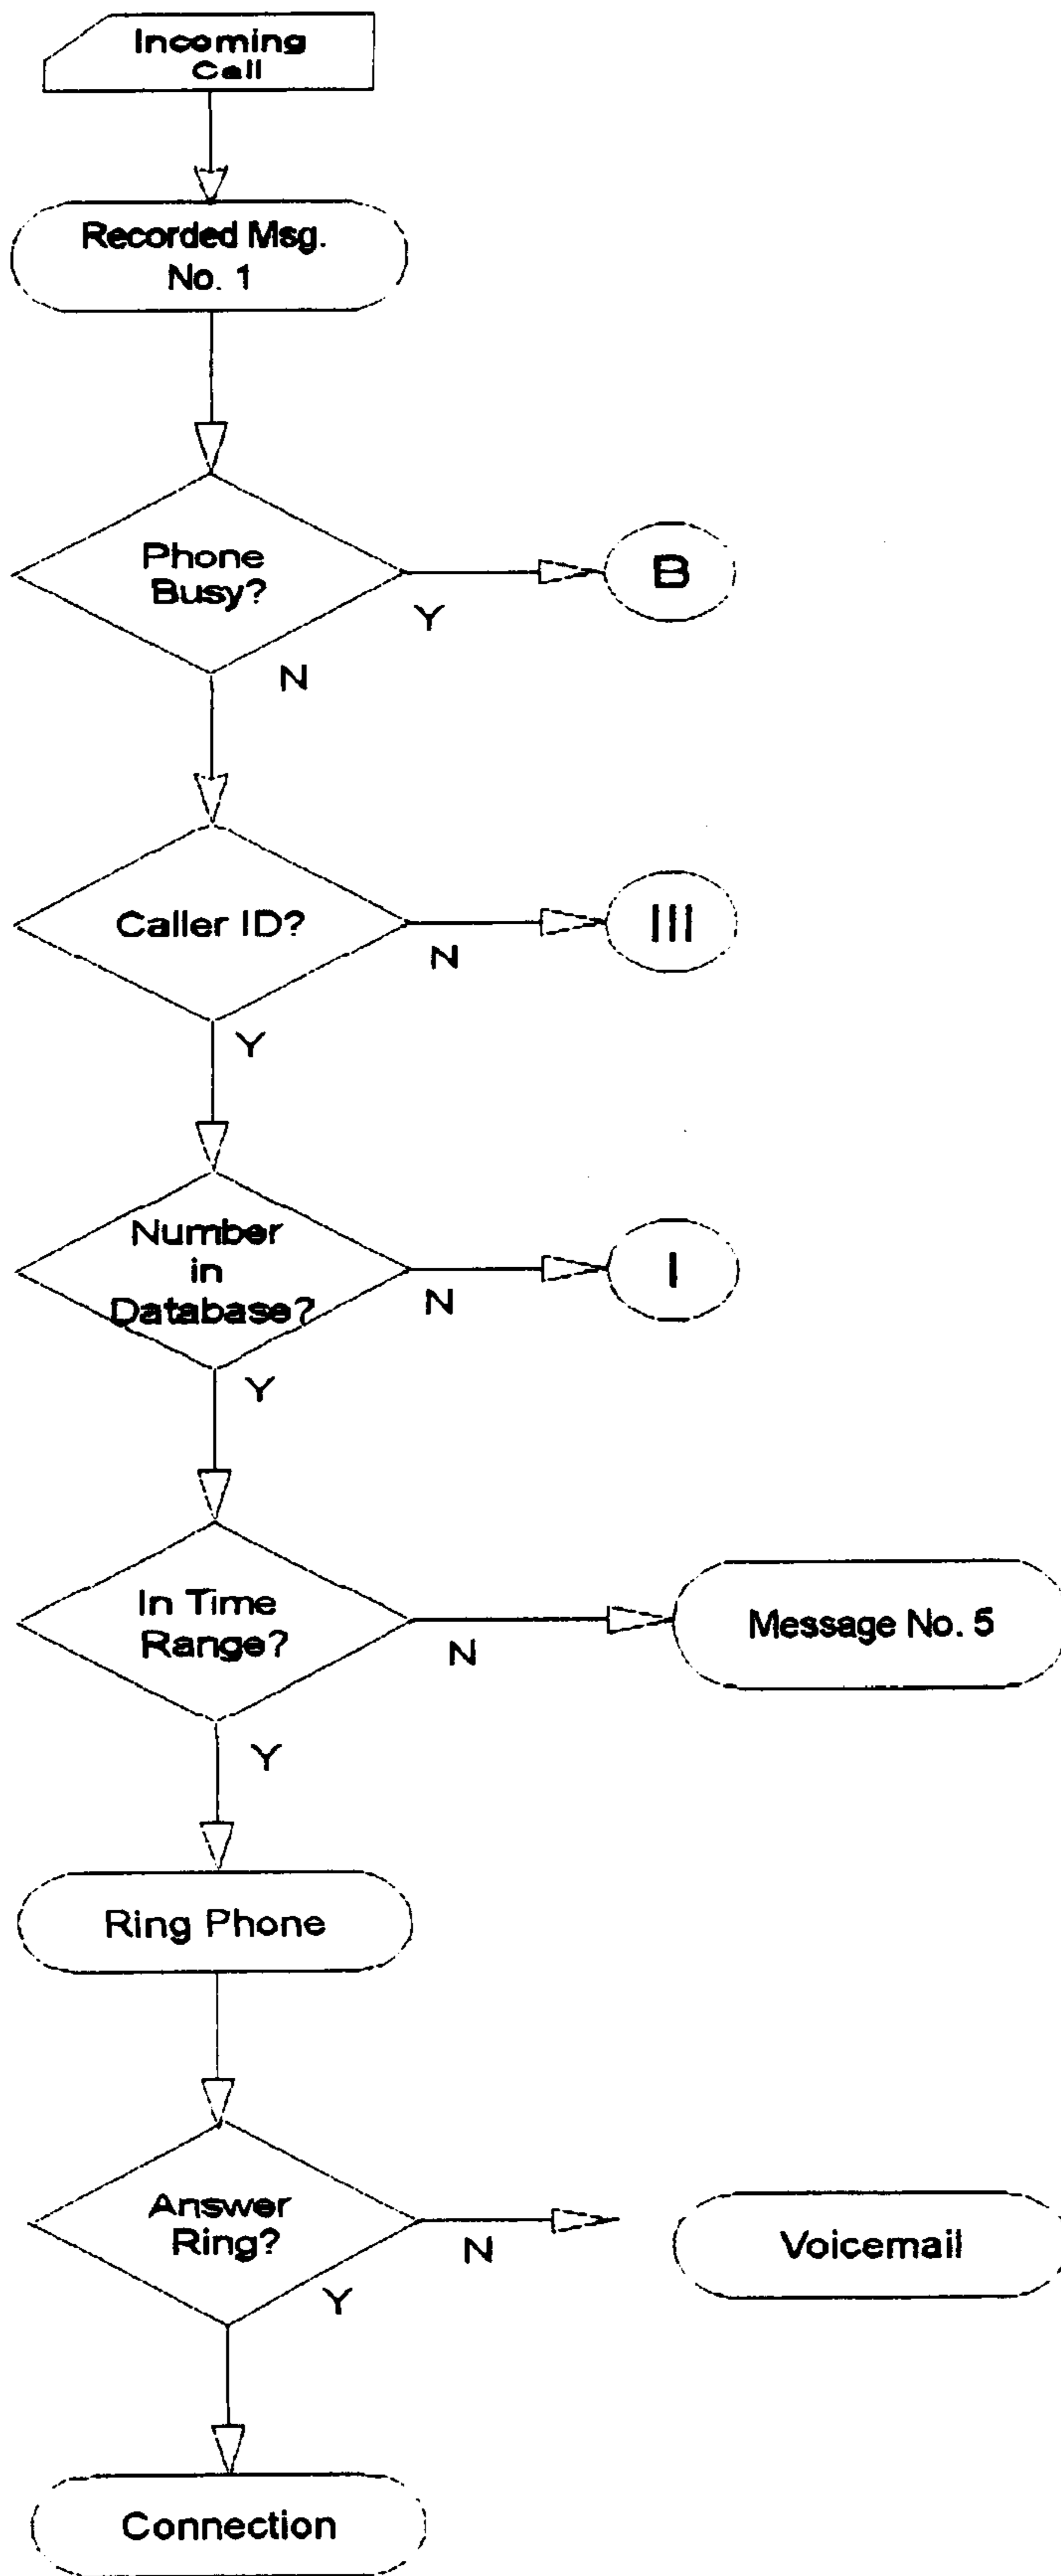 Incoming
Call
Recorded Msg.
No. 1
Phone
Busy?
B
Y
N
Caller ID?
III
N
Y
Number
in
Database?
I
N
Y
In Time
Range?
Message No. 5
N
Y
Ring Phone
Answer
Ring?
Voicemail
N
Y
Connection